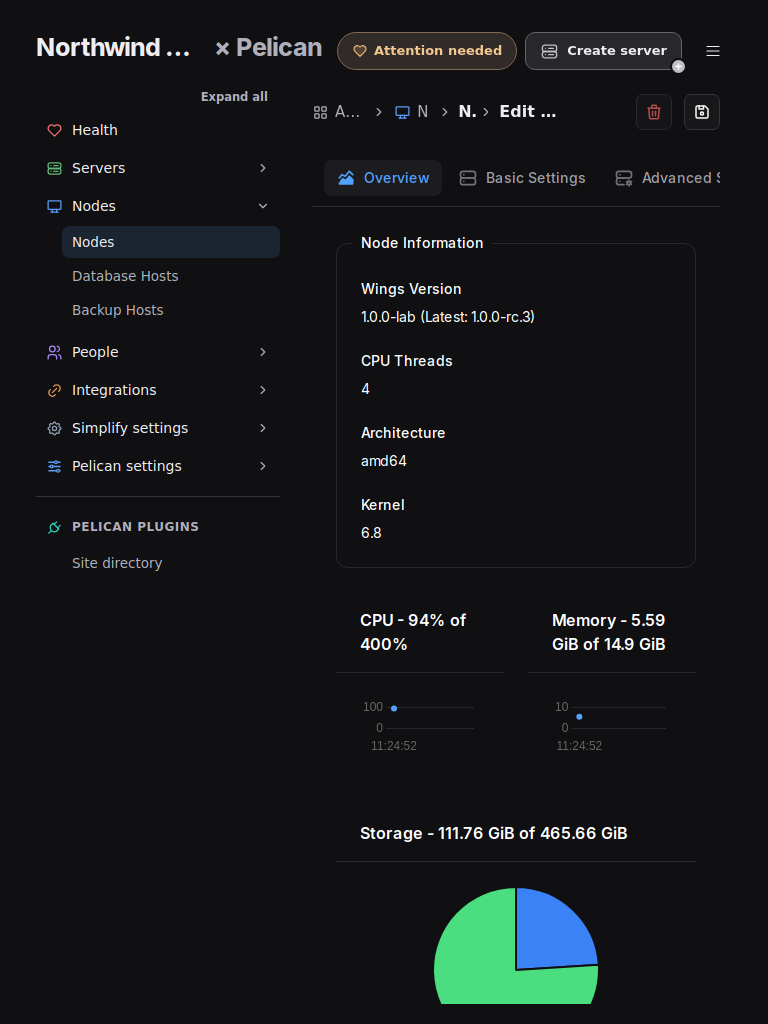 Northwind ... × Pelican
Attention needed
Create server
Expand all
Health
Servers
Nodes
Nodes
Database Hosts
Backup Hosts
People
Integrations
Simplify settings
Pelican settings
PELICAN PLUGINS
Site directory
A... > N > N. > Edit ...
Overview
Basic Settings
Advanced S
Node Information
Wings Version
1.0.0-lab (Latest: 1.0.0-rc.3)
CPU Threads
4
Architecture
amd64
Kernel
6.8
CPU - 94% of
400%
100
0
11:24:52
Memory - 5.59
GiB of 14.9 GiB
10
0
11:24:52
Storage - 111.76 GiB of 465.66 GiB